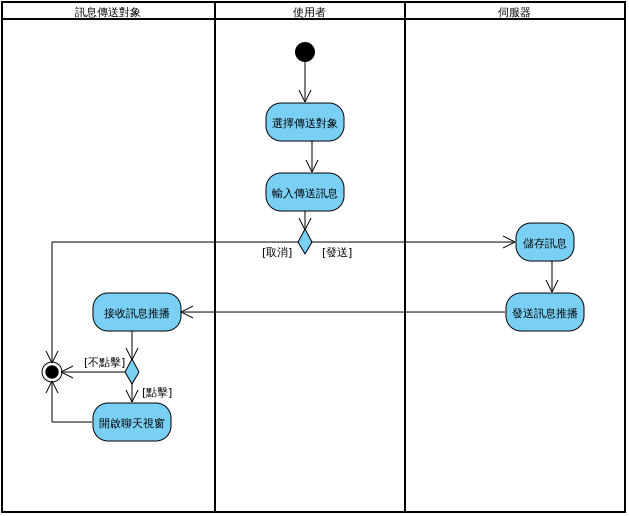 訊息傳送對象
使用者
伺服器
選擇傳送對象
輸入傳送訊息
[取消]
[發送]
儲存訊息
接收訊息推播
發送訊息推播
[不點擊]
[點擊]
開啟聊天視窗